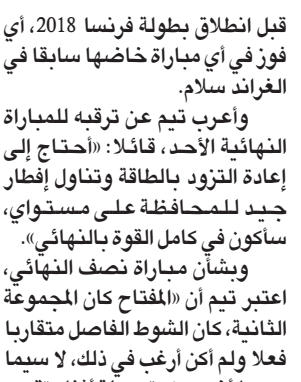 قبل انطلاق بطولة فرنسا 2018، أي
فوز في أي مباراة خاضها سابقا في
الغراند سلام.
وأعرب تيم عن ترقبه للمباراة
النهائية الأحد، قائلا: «أحتاج إلى
إعادة التزود بالطاقة وتناول إفطار
جيد للمحافظة على مستواي،
سأكون في كامل القوة بالنهائي».
وبشأن مباراة نصف النهائي،
اعتبر تيم أن «المفتاح كان المجموعة
الثانية، كان الشوط الفاصل متقاربا
فعلا ولم أكن أرغب في ذلك، لا سيما